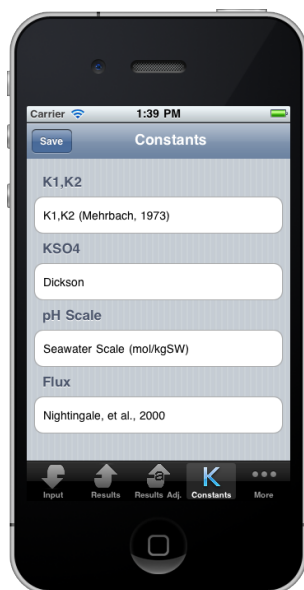 Carrier 1:39 PM
Save Constants
K1,K2
K1,K2 (Mehrbach, 1973)
KSO4
Dickson
pH Scale
Seawater Scale (mol/kgSW)
Flux
Nightingale, et al., 2000
a K
Input Results Results Adj. Constants More